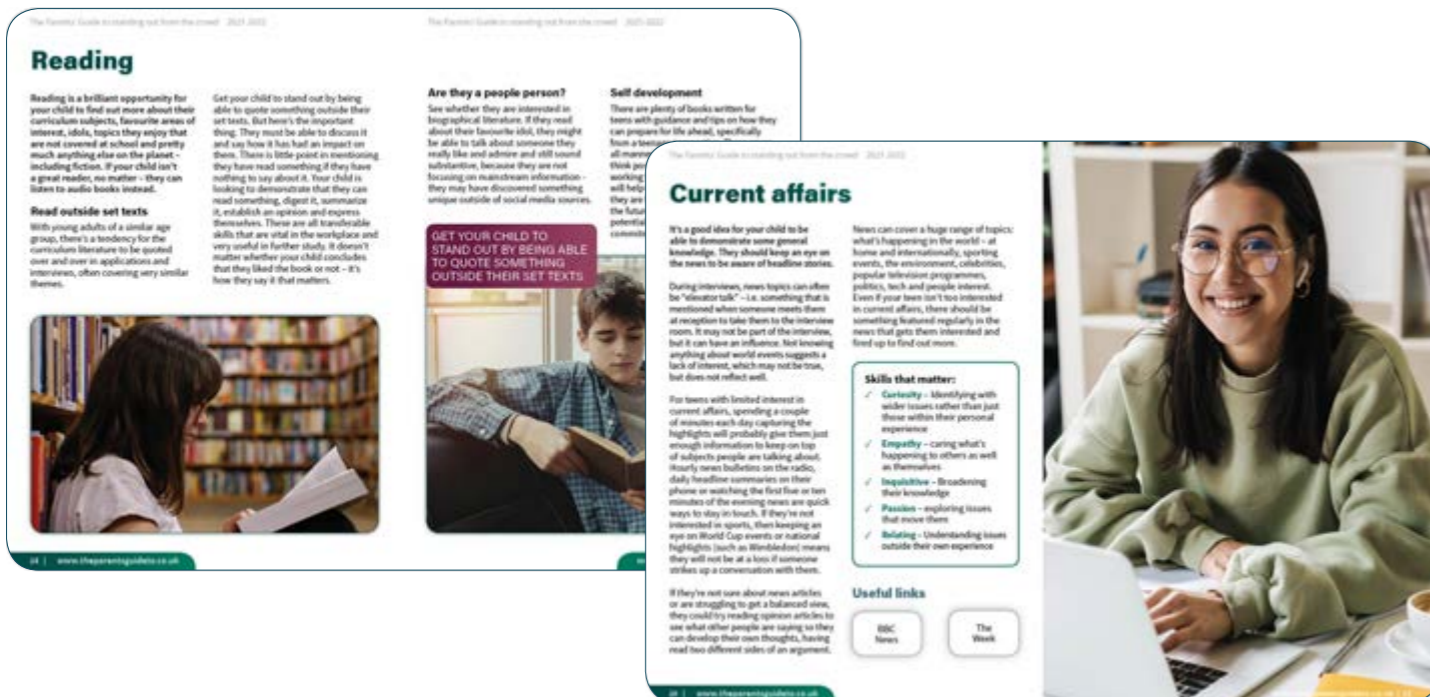 The Parents' Guide to standing out from the crowd 2021-2022
Reading
Reading is a brilliant opportunity for
your child to find out more about their
curriculum subjects, favourite areas of
interest, idols, topics they enjoy that
are not covered at school and pretty
much anything else on the planet –
including fiction. If your child isn't
a great reader, no matter – they can
listen to audio books instead.
Read outside set texts
With young adults of a similar age
group, there's a tendency for the
curriculum literature to be quoted
over and over in applications and
interviews, often covering very similar
themes.
Get your child to stand out by being
able to quote something outside their
set texts. But here's the important
thing. They must be able to discuss it
and say how it has had an impact on
them. There is little point in mentioning
they have read something if they have
nothing to say about it. Your child is
looking to demonstrate that they can
read something, digest it, summarize
it, establish an opinion and express
themselves. These are all transferable
skills that are vital in the workplace and
very useful in further study. It doesn't
matter whether your child concludes
that they liked the book or not – it's
how they say it that matters.
www.theparentsguideto.co.uk
The Parents' Guide to standing out from the crowd 2021-2022
Are they a people person?
See whether they are interested in
biographical literature. If they read
about their favourite idol, they might
be able to talk about someone they
really like and admire and still sound
substantive, because they are not
focusing on mainstream information -
they may have discovered something
unique outside of social media sources.
GET YOUR CHILD TO
STAND OUT BY BEING ABLE
TO QUOTE SOMETHING
OUTSIDE THEIR SET TEXTS
Self development
There are plenty of books written for
teens with guidance and tips on how they
can prepare for life ahead, specifically
from a
all
think
working
will help
they are
the
The Parents' Guide to standing out from the crowd 2021-2022
Current affairs
It's a good idea for your child to be
able to demonstrate some general
knowledge. They should keep an eye on
the news to be aware of headline stories.
During interviews, news topics can often
be "elevator talk" – i.e. something that is
mentioned when someone meets them
at reception to take them to the interview
room. It may not be part of the interview,
but it can have an influence. Not knowing
anything about world events suggests a
lack of interest, which may not be true,
but does not reflect well.
For teens with limited interest in
current affairs, spending a couple
of minutes each day capturing the
highlights will probably give them just
enough information to keep on top
of subjects people are talking about.
Hourly news bulletins on the radio,
daily headline summaries on their
phone or watching the first five or ten
minutes of the evening news are quick
ways to stay in touch. If they're not
interested in sports, then keeping an
eye on World Cup events or national
highlights (such as Wimbledon) means
they will not be at a loss if someone
strikes up a conversation with them.
If they're not sure about news articles
or are struggling to get a balanced view,
they could try reading opinion articles to
see what other people are saying so they
can develop their own thoughts, having
read two different sides of an argument.
News can cover a huge range of topics:
what's happening in the world – at
home and internationally, sporting
events, the environment, celebrities,
popular television programmes,
politics, tech and people interest.
Even if your teen isn't too interested
in current affairs, there should be
something featured regularly in the
news that gets them interested and
fired up to find out more.
Skills that matter:
✓ Curiosity – Identifying with
wider issues rather than just
those within their personal
experience
✓ Empathy – caring what's
happening to others as well
as themselves
✓ Inquisitive – Broadening
their knowledge
✓ Passion – exploring issues
that move them
✓ Relating – Understanding issues
outside their own experience
Useful links
BBC
News
The
Week
www.theparentsguideto.co.uk